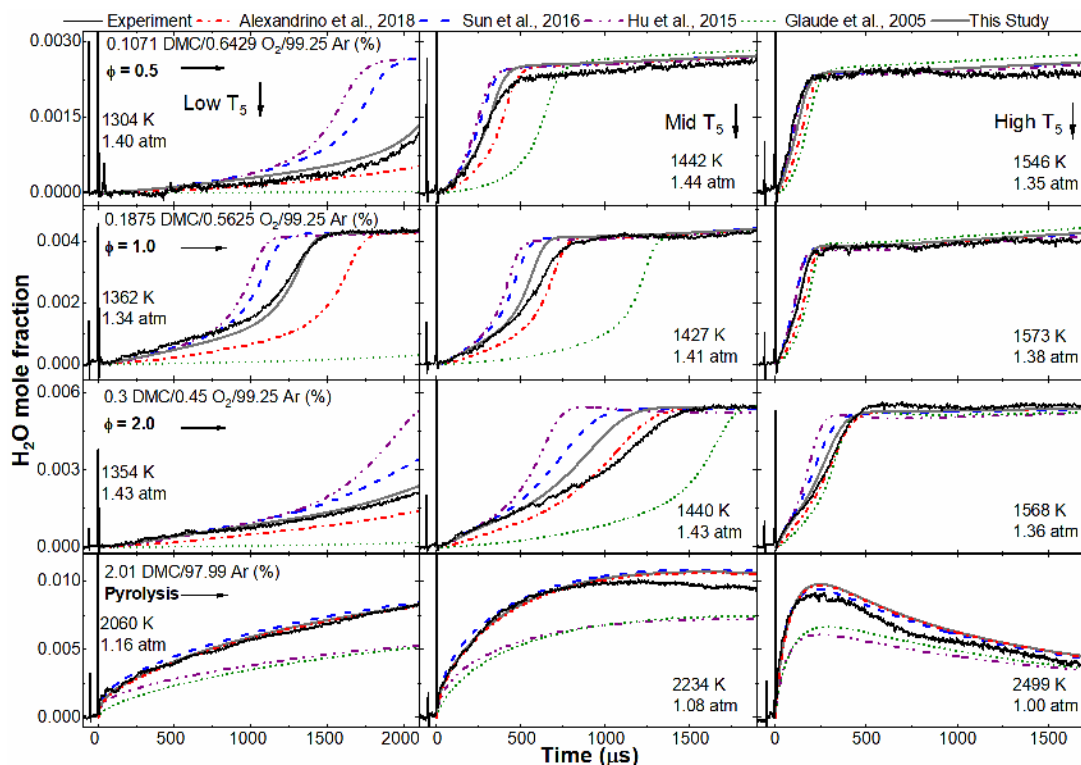 Experiment Alexandrino et al., 2018 Sun et al., 2016 Hu et al., 2015 Glaude et al., 2005 This Study
0.1071 DMC/0.6429 O₂/99.25 Ar (%)
ϕ = 0.5
Low T₅
1304 K
1.40 atm
Mid T₅
1442 K
1.44 atm
High T₅
1546 K
1.35 atm
0.0030
0.0015
0.0000
0.1875 DMC/0.5625 O₂/99.25 Ar (%)
ϕ = 1.0
1362 K
1.34 atm
1427 K
1.41 atm
1573 K
1.38 atm
0.004
0.002
0.000
0.3 DMC/0.45 O₂/99.25 Ar (%)
ϕ = 2.0
1354 K
1.43 atm
1440 K
1.43 atm
1568 K
1.36 atm
0.006
0.003
0.000
2.01 DMC/97.99 Ar (%)
Pyrolysis
2060 K
1.16 atm
2234 K
1.08 atm
2499 K
1.00 atm
0.010
0.005
0.000
H₂O mole fraction
0 500 1000 1500 2000 0 500 1000 1500 0 500 1000 1500
Time (μs)